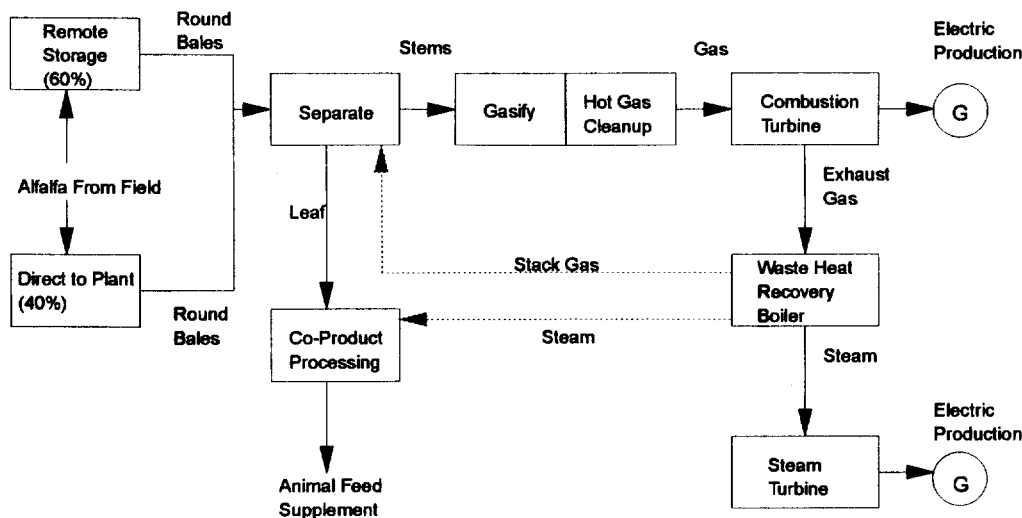 Remote
Storage
(60%)
Round
Bales
Stems
Gas
Electric
Production
Separate
Gasify
Hot Gas
Cleanup
Combustion
Turbine
G
Alfalfa From Field
Leaf
Exhaust
Gas
Direct to Plant
(40%)
Round
Bales
Stack Gas
Waste Heat
Recovery
Boiler
Co-Product
Processing
Steam
Steam
Electric
Production
Steam
Turbine
G
Animal Feed
Supplement